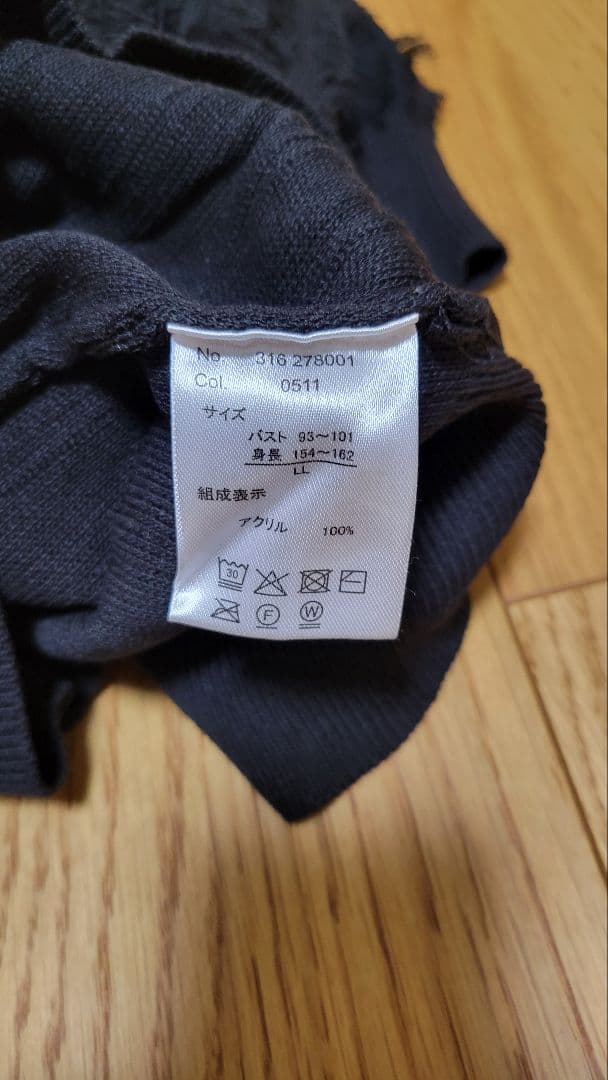 No. 316 278001
Col. 0511
サイズ
バスト 93～101
身長 154～162
LL
組成表示
アクリル 100%
30
F W